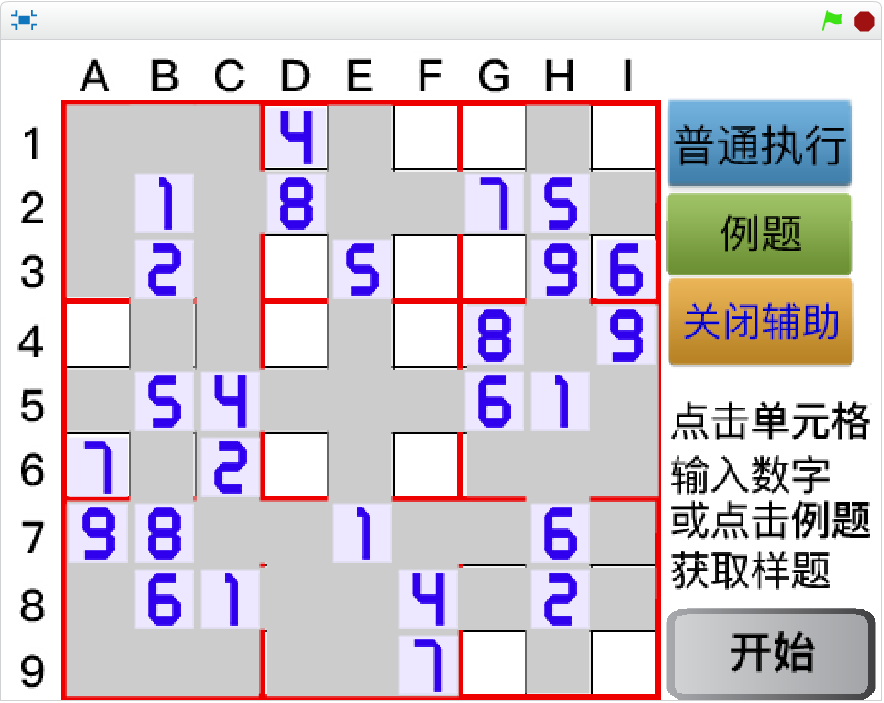 A B C D E F G H I
1 4
普通执行
2 1 8 7 5
例题
3 2 5 9 6
关闭辅助
4 8 9
5 5 4 6 1
点击单元格
6 7 2
输入数字
7 9 8 1 6
或点击例题
获取样题
8 6 1 4 2
9 7
开始